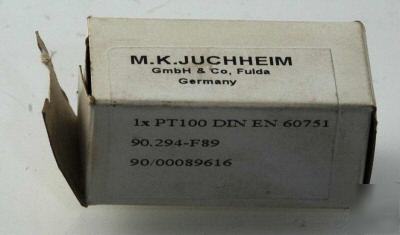 M.K.JUCHHEIM
GmbH & Co, Fulda
Germany
1x PT100 DIN EN 60751
90.294-F89
90/00089616